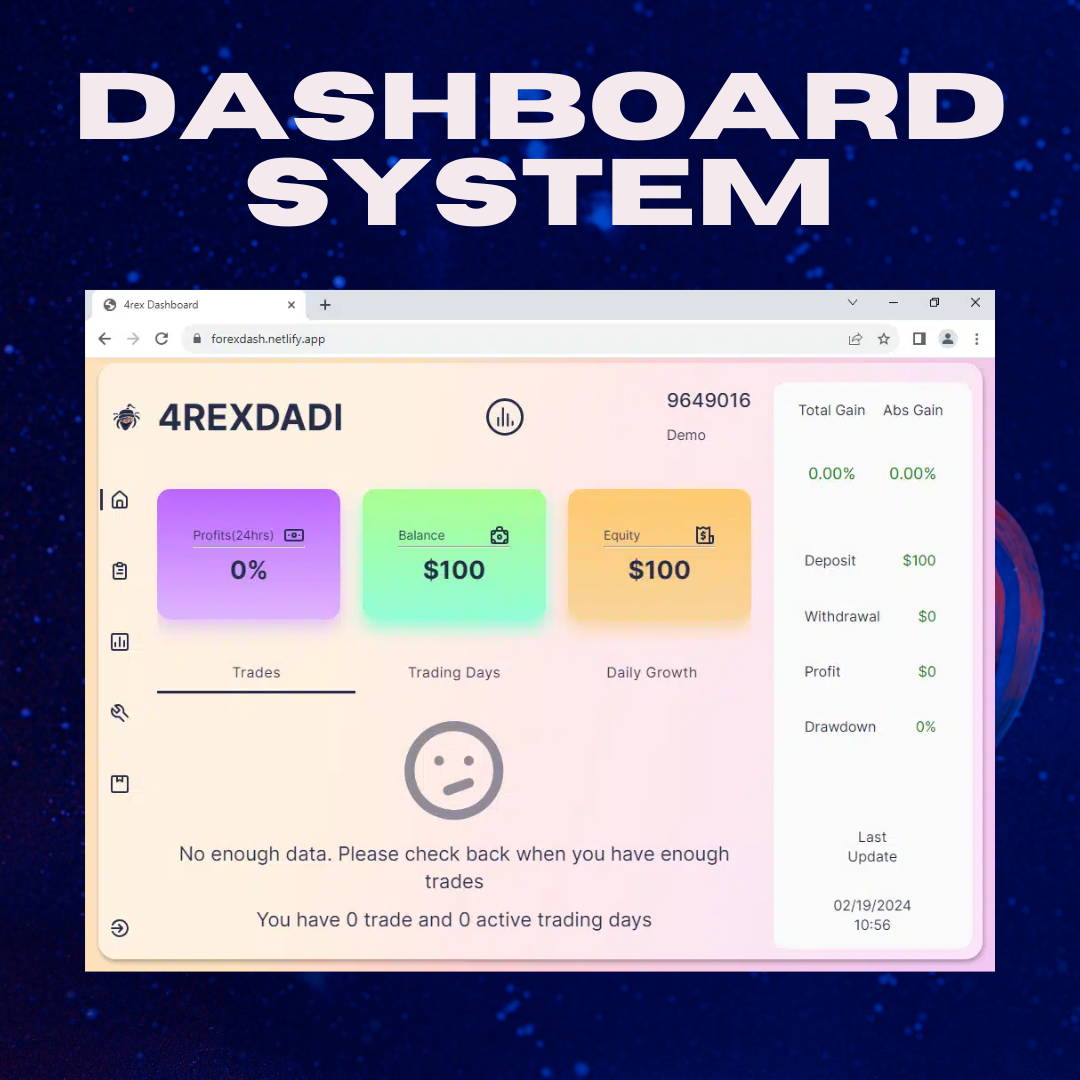 DASHBOARD
SYSTEM
4rex Dashboard
forexdash.netlify.app
4REXDADI
9649016
Demo
Profits(24hrs)
0%
Balance
$100
Equity
$100
Trades
Trading Days
Daily Growth
No enough data. Please check back when you have enough
trades
You have 0 trade and 0 active trading days
Total Gain Abs Gain
0.00% 0.00%
Deposit $100
Withdrawal $0
Profit $0
Drawdown 0%
Last
Update
02/19/2024
10:56